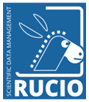 SCIENTIFIC DATA MANAGEMENT
RUCIO